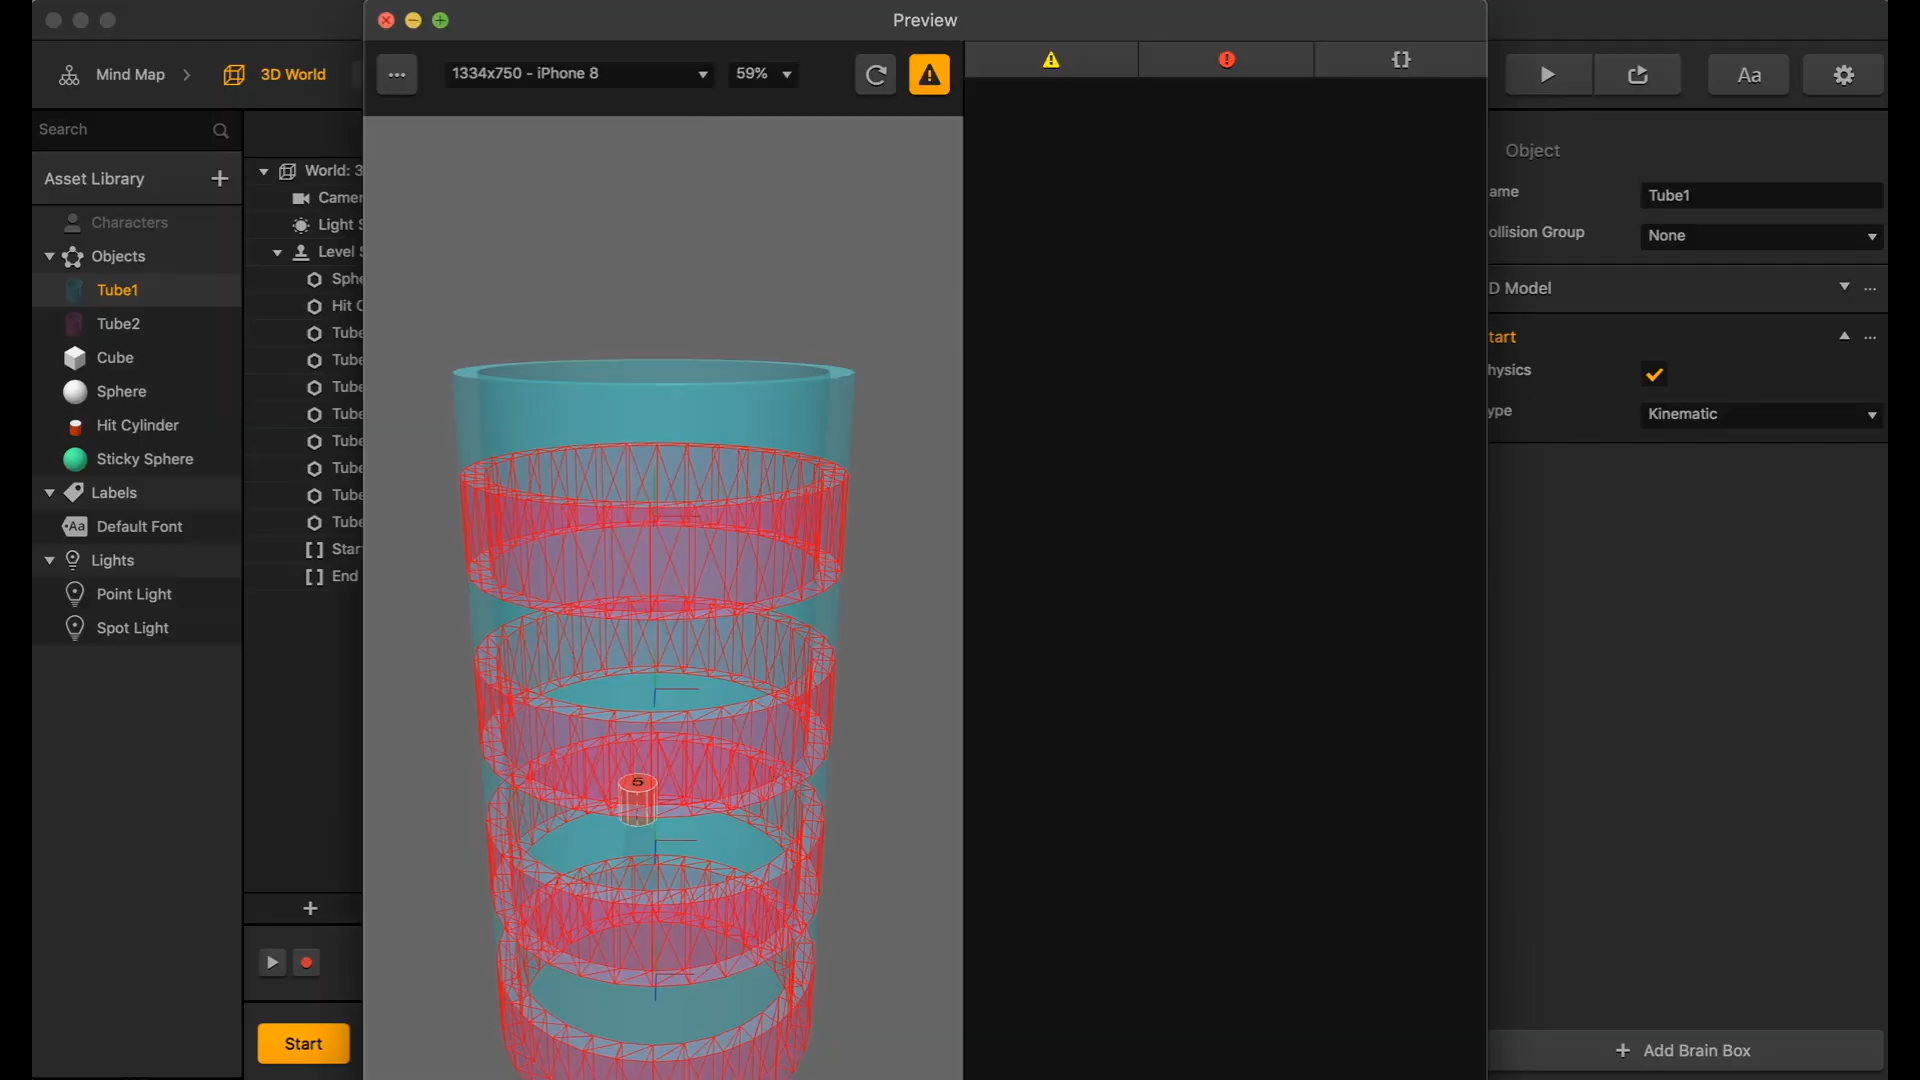 Preview
Mind Map
3D World
1334x750 - iPhone 8
59%
Aa
Search
Asset Library
Characters
Objects
Tube1
Tube2
Cube
Sphere
Hit Cylinder
Sticky Sphere
Labels
Aa
Default Font
Lights
Point Light
Spot Light
World: 3
Camer
Light S
Level S
Sphe
Hit C
Tube
Tube
Tube
Tube
Tube
Tube
Tube
Tube
Star
End
5
Start
Object
ame
Tube1
ollision Group
None
D Model
tart
hysics
ype
Kinematic
Add Brain Box